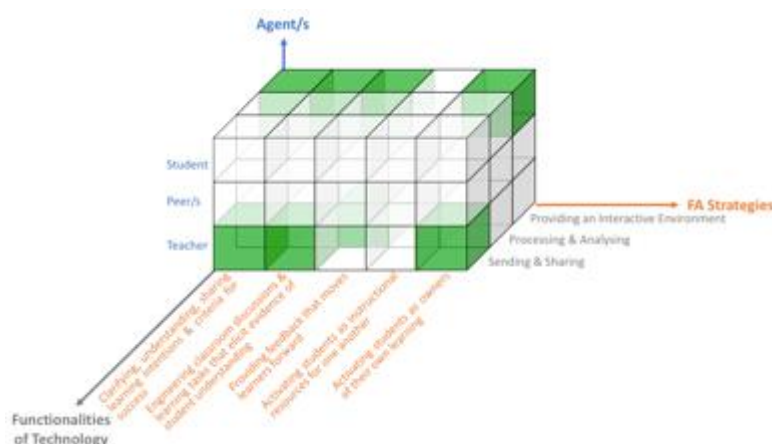 Agent/s
Student
Peer/s
Teacher
FA Strategies
Providing an Interactive Environment
Processing & Analysing
Sending & Sharing
Clarifying, understanding, sharing
learning intentions & criteria for
success
Engineering classroom discussions &
learning tasks that elicit evidence of
student understanding
Providing feedback that moves
learners forward
Activating students as instructional
resources for one another
Activating students as owners
of their own learning
Functionalities
of Technology